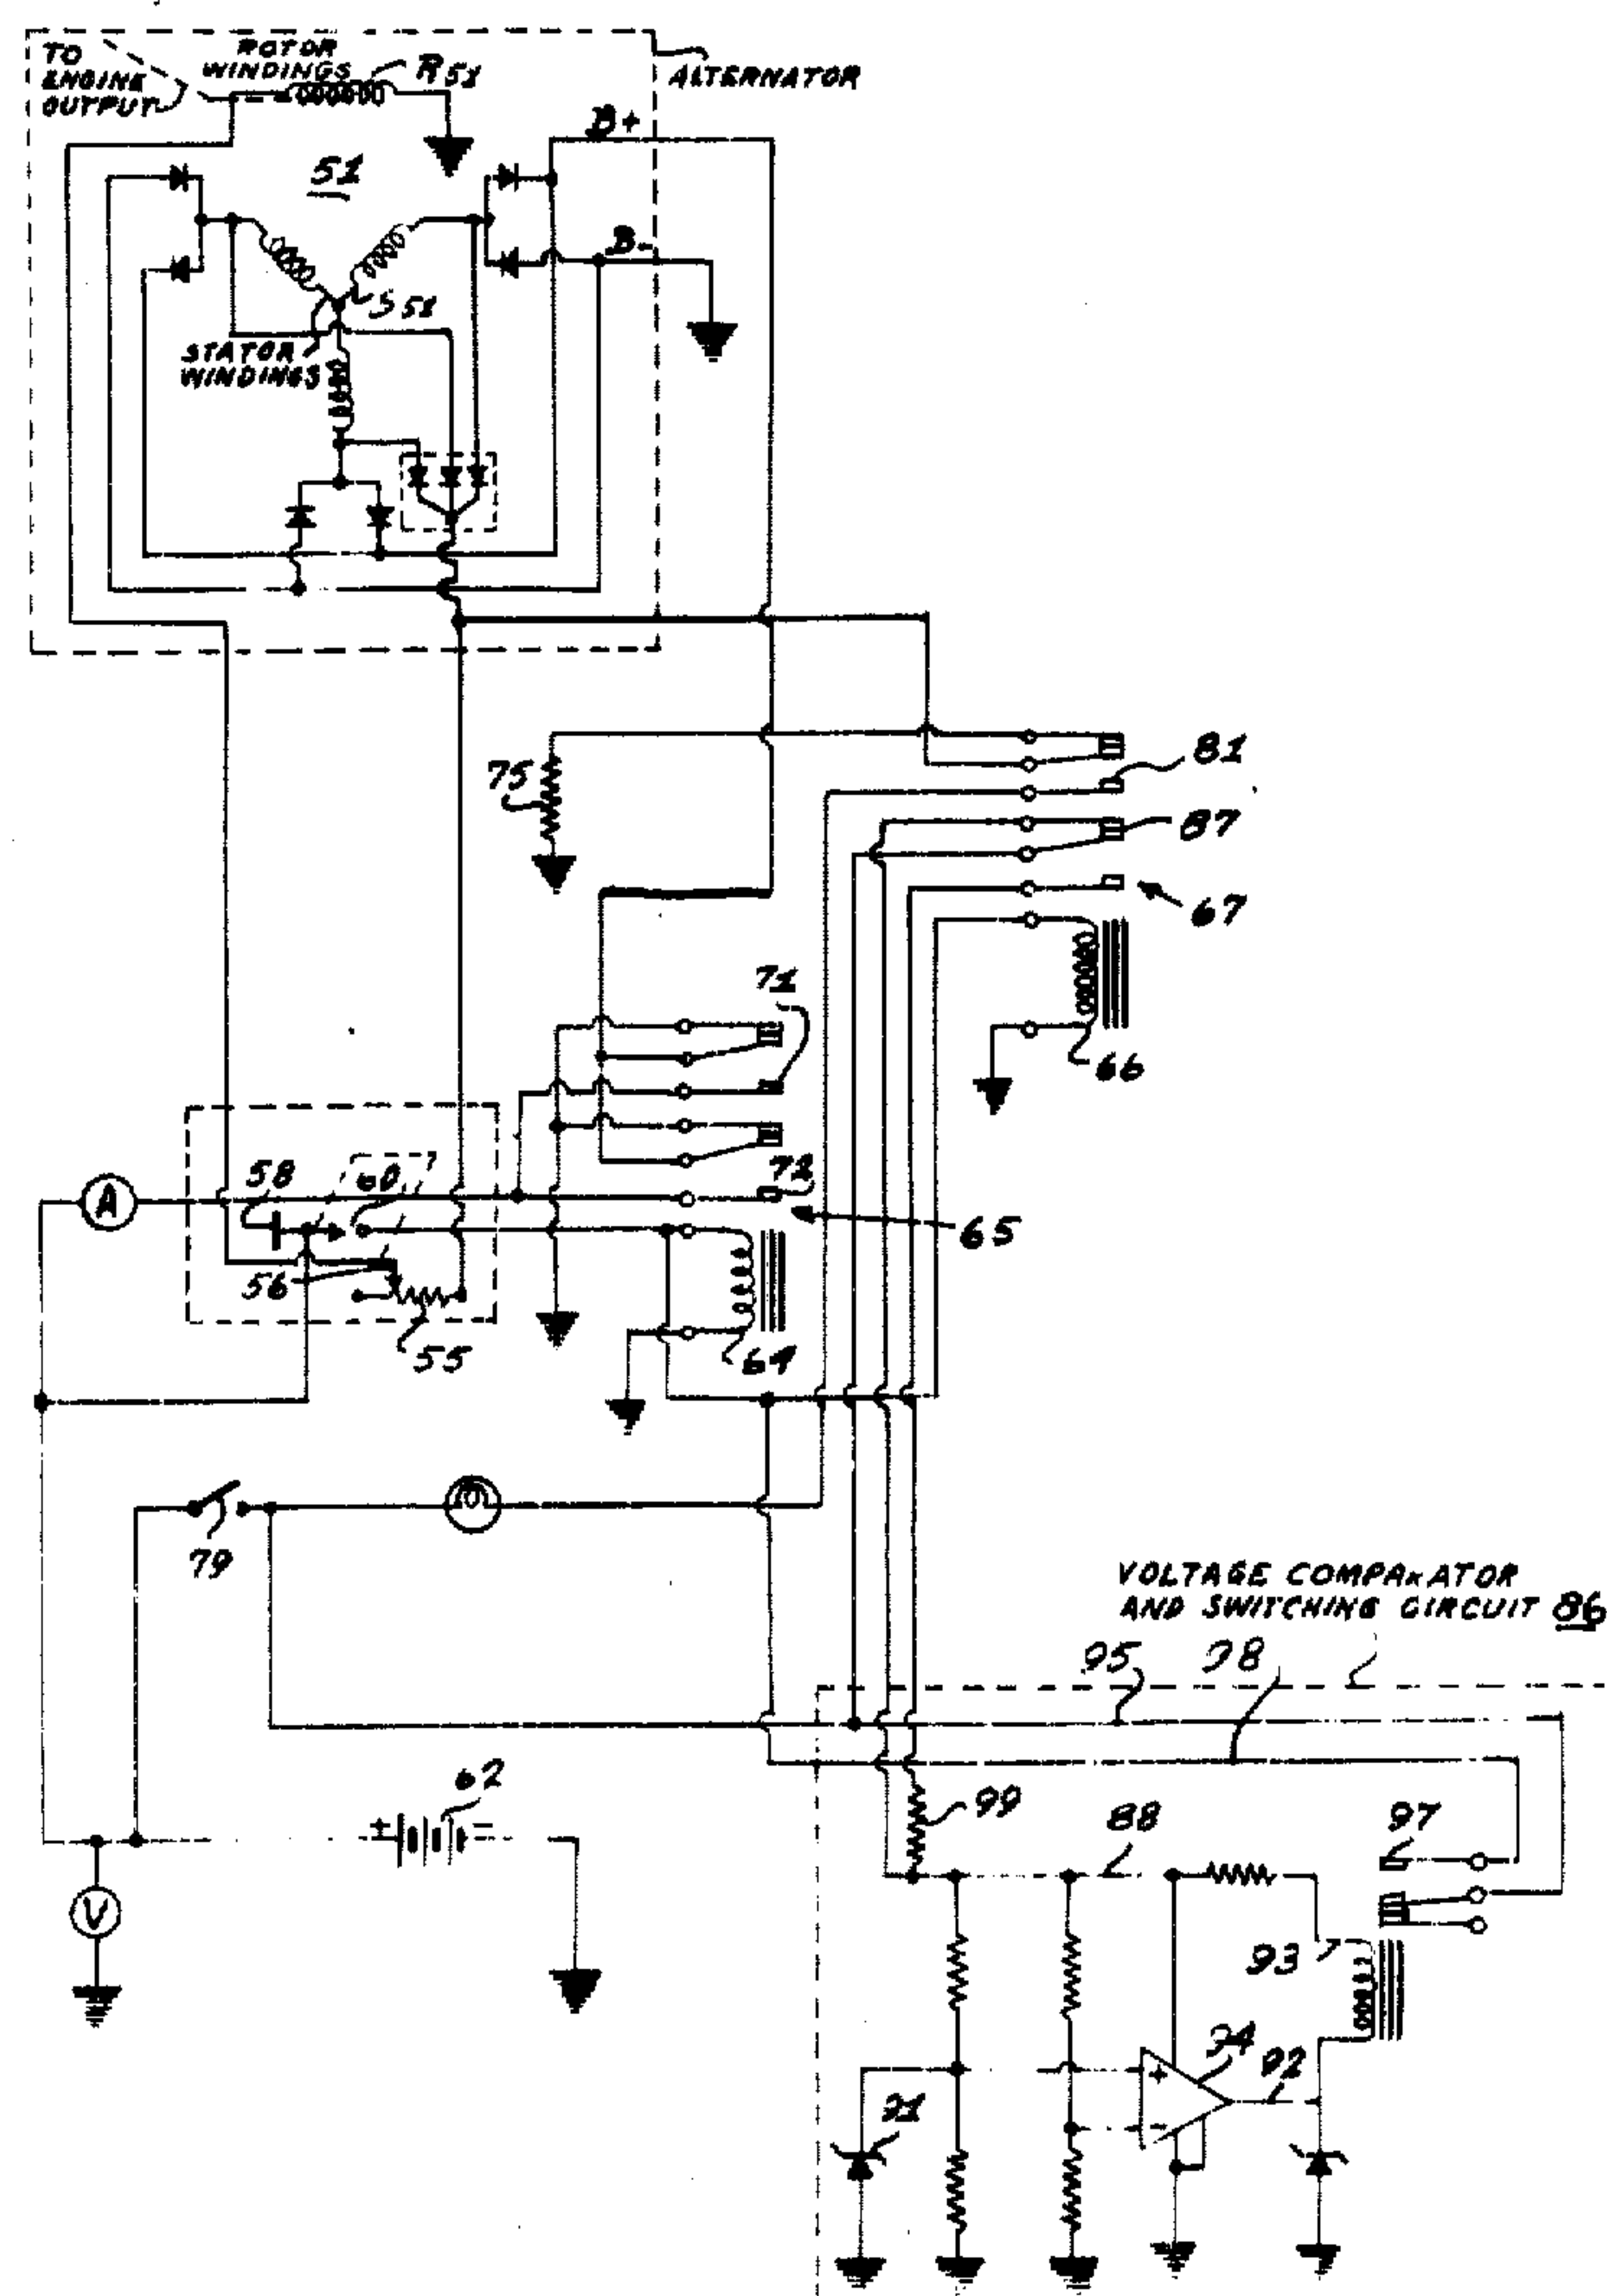 TO
ENGINE
OUTPUT
ROTOR
WINDINGS
R51
ALTERNATOR
B+
51
B-
S51
STATOR
WINDINGS
75
81
87
67
66
71
72
65
58
60
A
56
55
64
79
VOLTAGE COMPARATOR
AND SWITCHING CIRCUIT 86
95
98
62
+
-
99
88
97
V
93
94
92
91
+
-